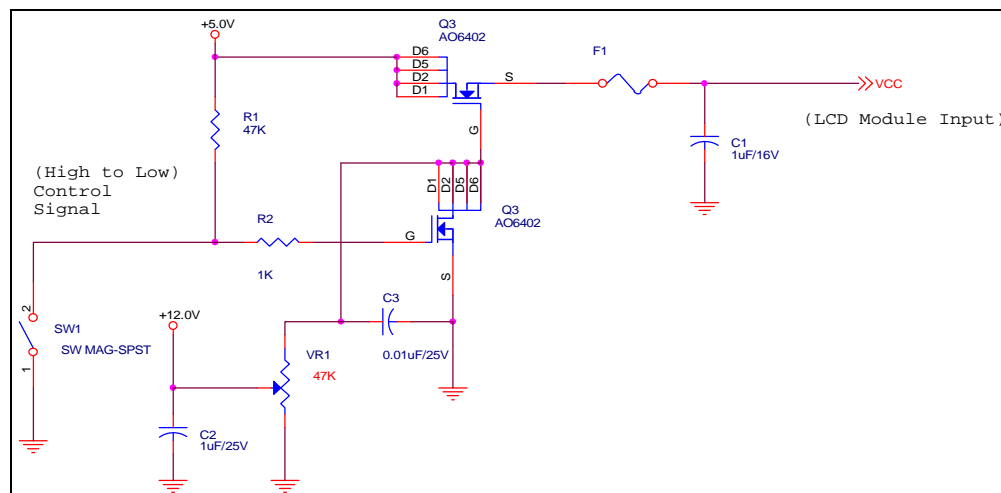 +5.0V
Q3
AO6402
D6
D5
D2
D1
S
G
F1
VCC
(LCD Module Input)
C1
1uF/16V
R1
47K
(High to Low)
Control
Signal
D1
D2
D5
D6
Q3
AO6402
R2
1K
G
S
2
SW1
SW MAG-SPST
1
+12.0V
C3
0.01uF/25V
VR1
47K
C2
1uF/25V